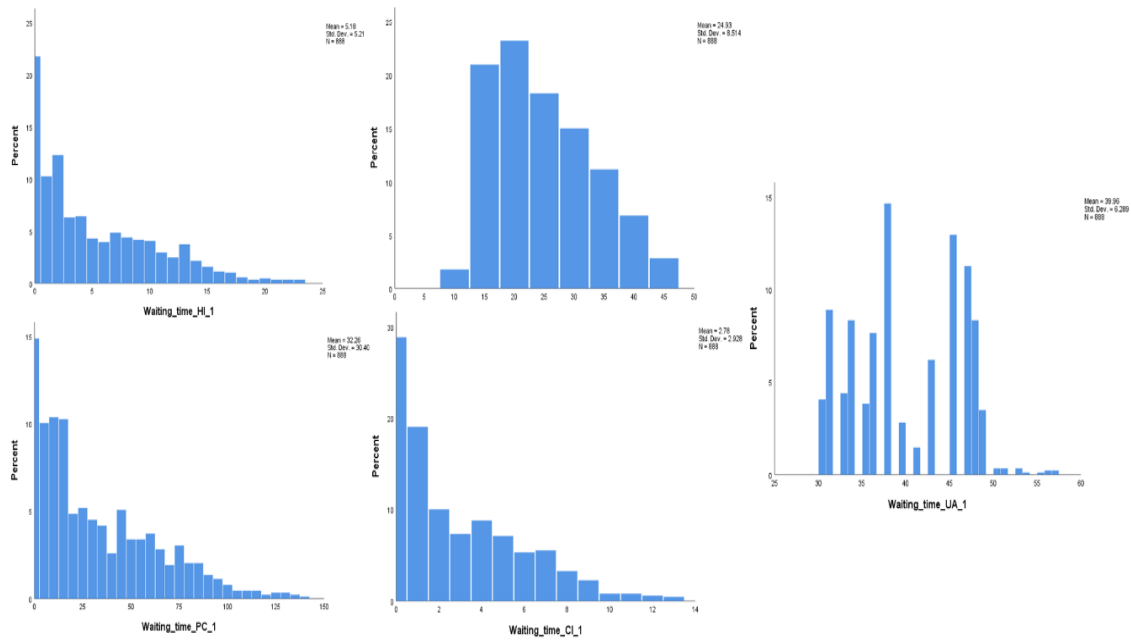 Mean = 5.18
Std. Dev. = 5.21
N = 888
Percent
25
20
15
10
5
0
0 5 10 15 20 25
Waiting_time_HI_1
Mean = 24.93
Std. Dev. = 8.514
N = 888
Percent
25
20
15
10
5
0
0 5 10 15 20 25 30 35 40 45 50
Mean = 39.96
Std. Dev. = 6.289
N = 888
Percent
15
10
5
0
25 30 35 40 45 50 55 60
Waiting_time_UA_1
Mean = 32.26
Std. Dev. = 30.40
N = 888
Percent
15
10
5
0
0 25 50 75 100 125 150
Waiting_time_PC_1
Mean = 2.78
Std. Dev. = 2.928
N = 888
Percent
30
20
10
0
0 2 4 6 8 10 12 14
Waiting_time_CI_1